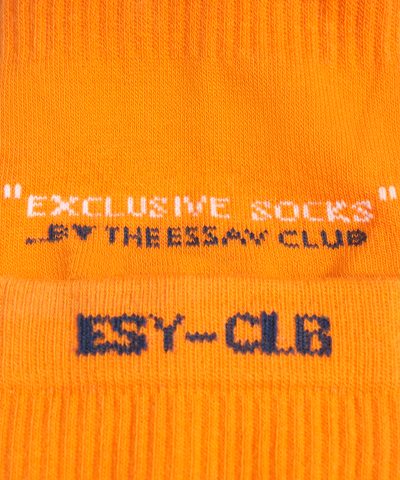 "EXCLUSIVE SOCKS"
...BY THE ESSAY CLUB
ESY-CLB